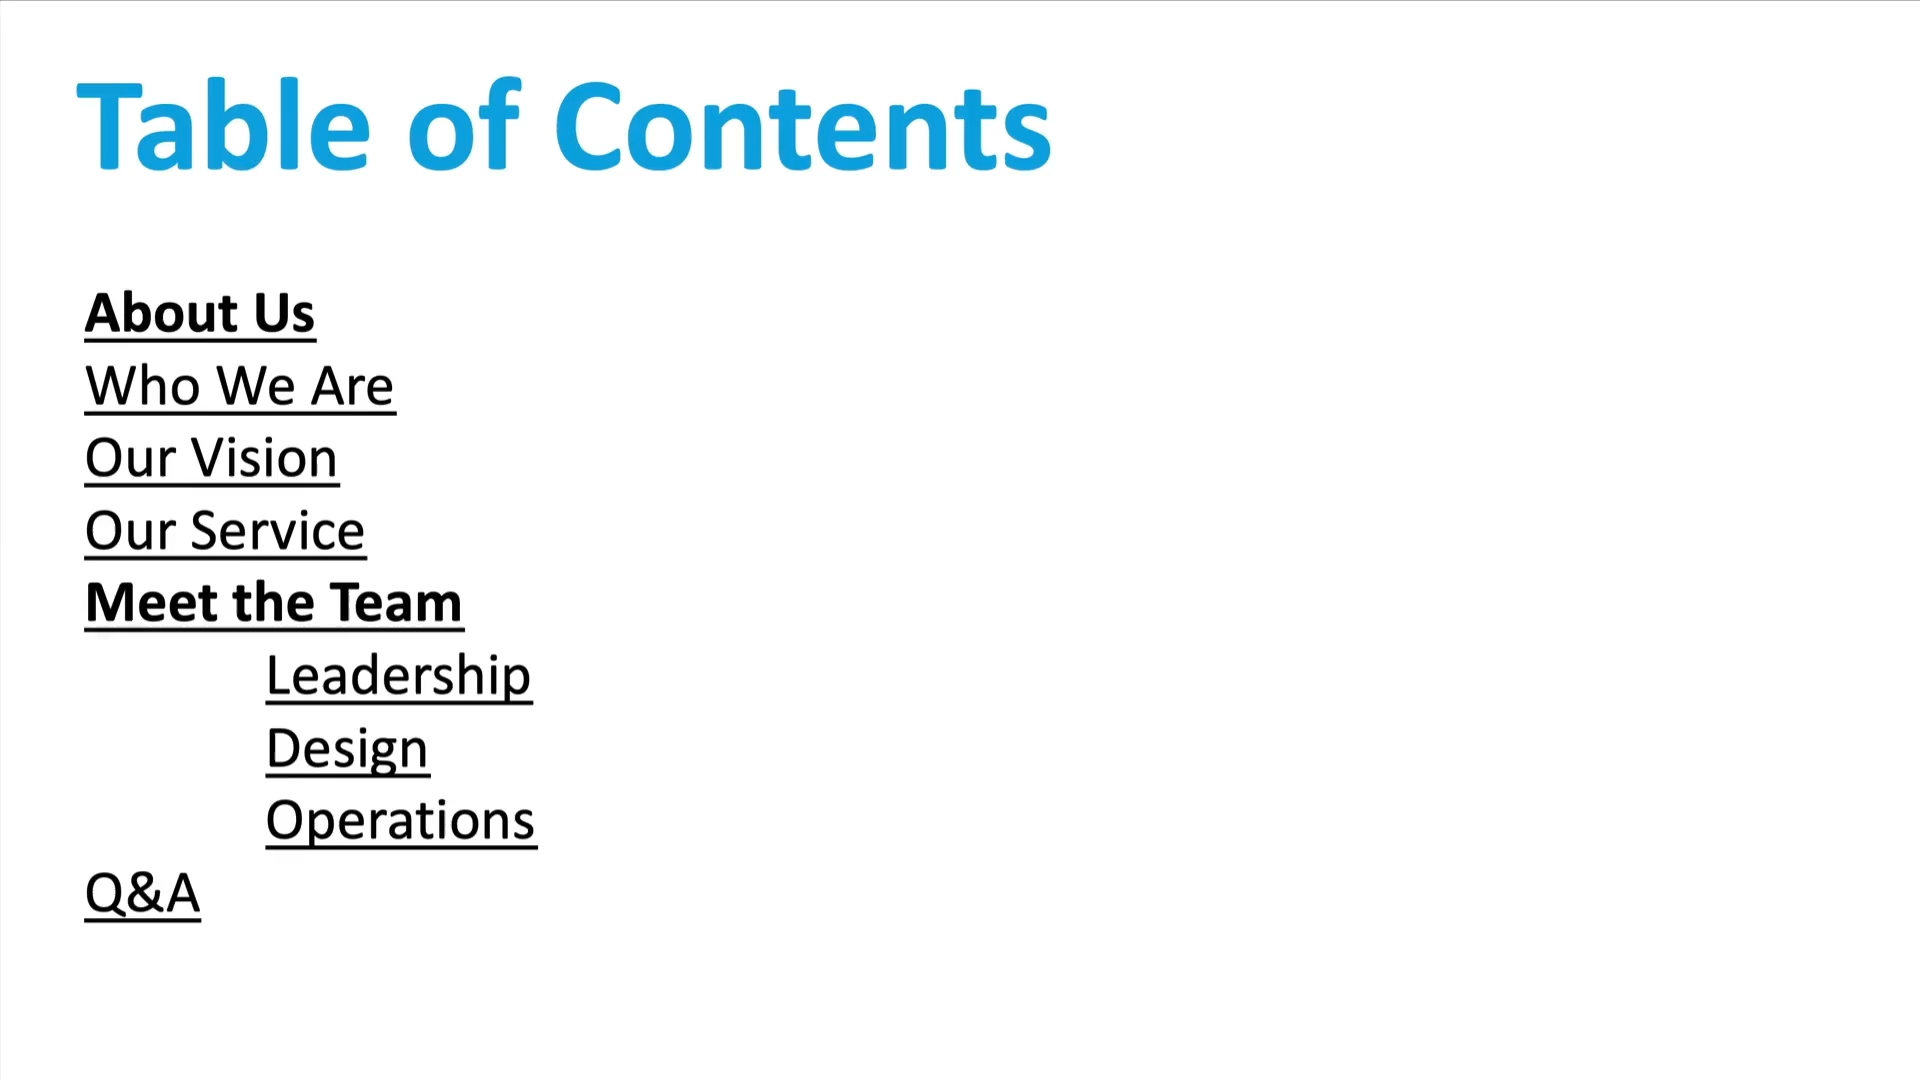 Table of Contents
About Us
Who We Are
Our Vision
Our Service
Meet the Team
Leadership
Design
Operations
Q&A